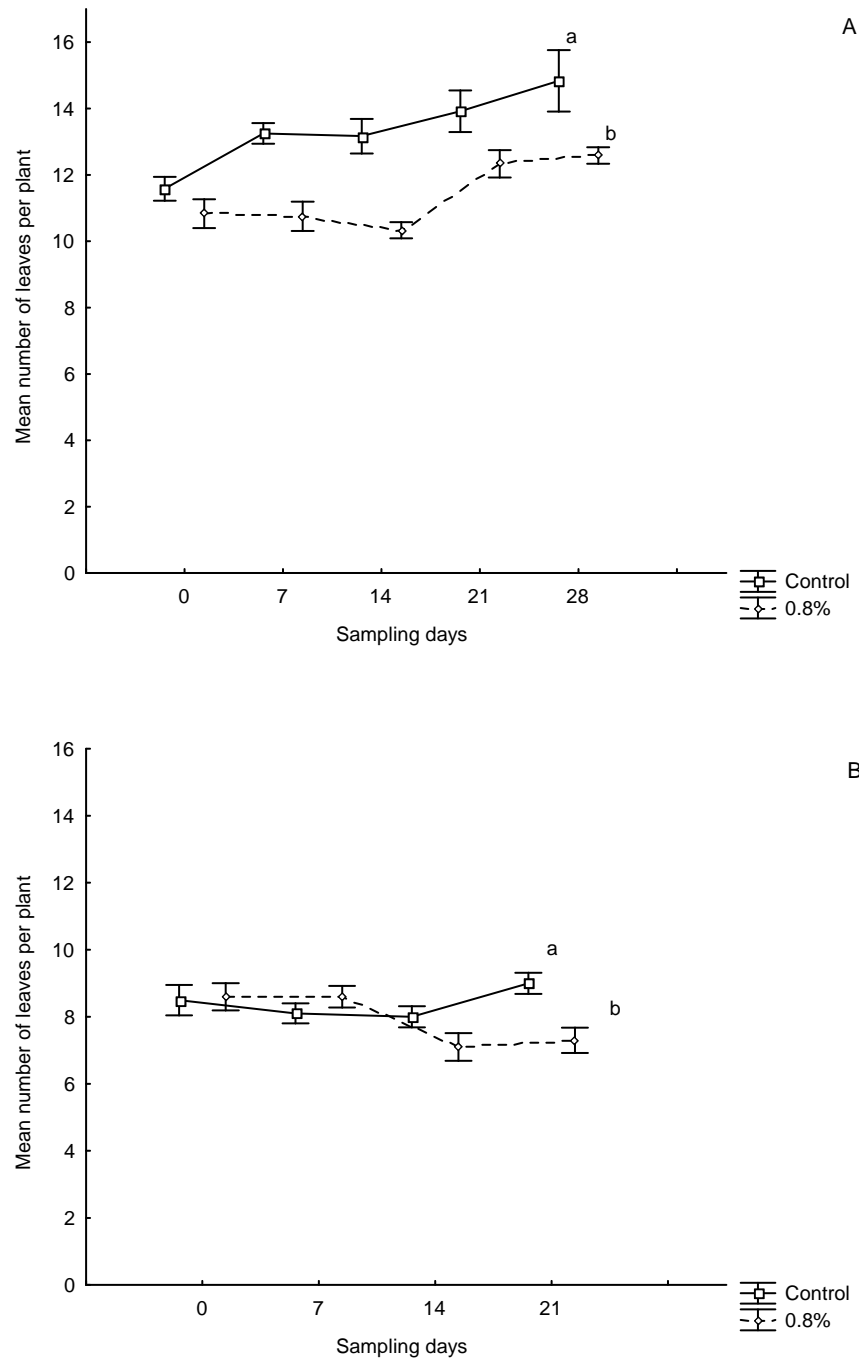 A
16
a
14
b
12
10
8
6
4
2
0
Mean number of leaves per plant
0 7 14 21 28
Sampling days
Control
0.8%
B
16
14
12
10
a
8
b
6
4
2
0
Mean number of leaves per plant
0 7 14 21
Sampling days
Control
0.8%